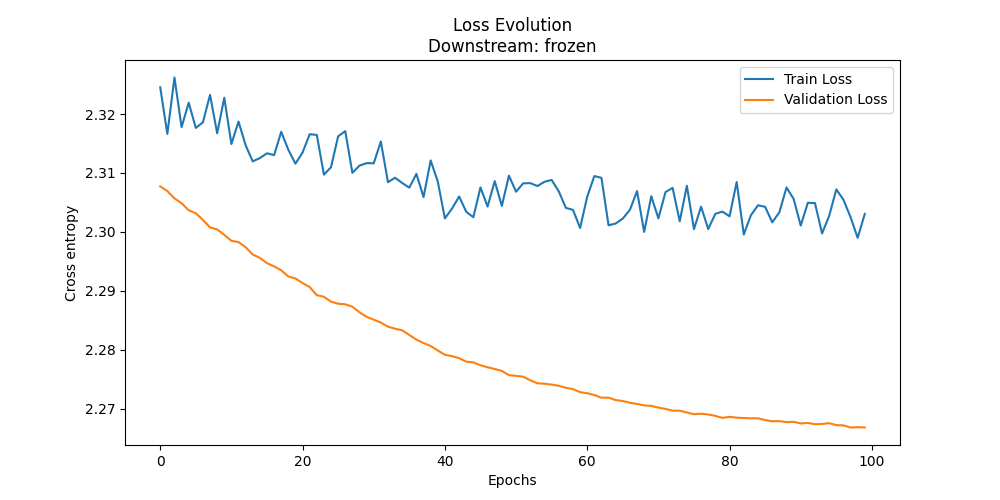 Loss Evolution
Downstream: frozen
Train Loss
Validation Loss
2.32
2.31
2.30
2.29
2.28
2.27
Cross entropy
0
20
40
60
80
100
Epochs